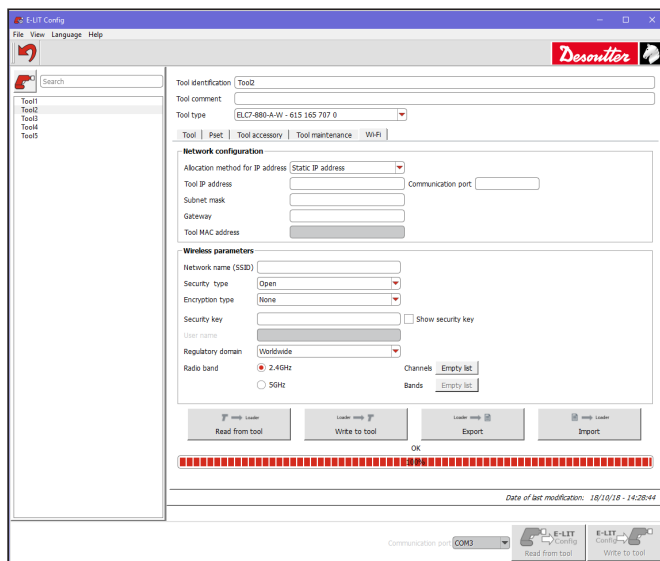 E-LIT Config
File View Language Help
Desoutter
Search
Tool1
Tool2
Tool3
Tool4
Tool5
Tool identification Tool2
Tool comment
Tool type ELC7-880-A-W - 615 165 707 0
Tool Pset Tool accessory Tool maintenance Wi-Fi
Network configuration
Allocation method for IP address Static IP address
Tool IP address Communication port
Subnet mask
Gateway
Tool MAC address
Wireless parameters
Network name (SSID)
Security type Open
Encryption type None
Security key Show security key
User name
Regulatory domain Worldwide
Radio band 2.4GHz Channels Empty list
5GHz Bands Empty list
Loader Loader Loader Loader
Read from tool Write to tool Export Import
OK
100%
Date of last modification: 18/10/18 - 14:28:44
Communication port COM3
E-LIT Config Read from tool
E-LIT Config Write to tool